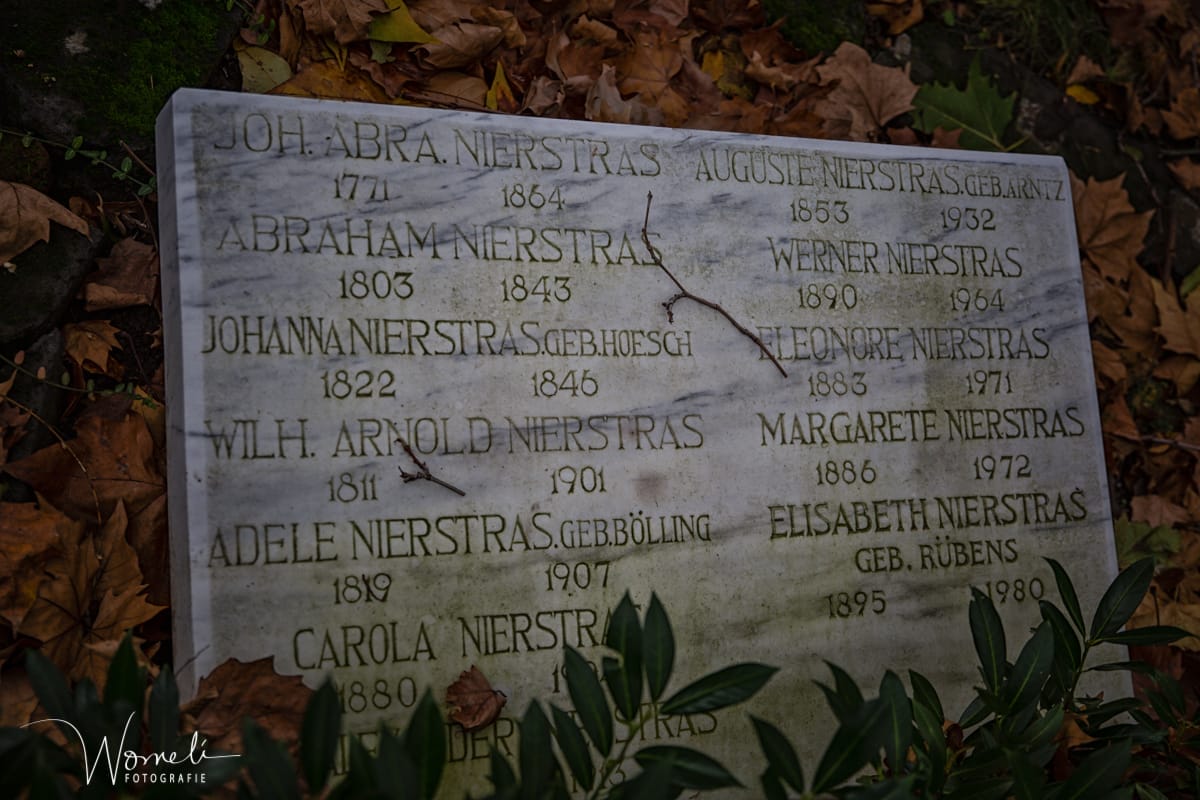 JOH. ABRA. NIERSTRAS
1771 1864
ABRAHAM NIERSTRAS
1803 1843
JOHANNA NIERSTRAS.GEB.HOESCH
1822 1846
WILH. ARNOLD NIERSTRAS
1811 1901
ADELE NIERSTRAS.GEB.BÖLLING
1819 1907
CAROLA NIERSTRAS
1880
AUGUSTE NIERSTRAS.GEB.ARNTZ
1853 1932
WERNER NIERSTRAS
1890 1964
ELEONORE NIERSTRAS
1883 1971
MARGARETE NIERSTRAS
1886 1972
ELISABETH NIERSTRAS
GEB. RÜBENS
1895 1980
Womeli
FOTOGRAFIE